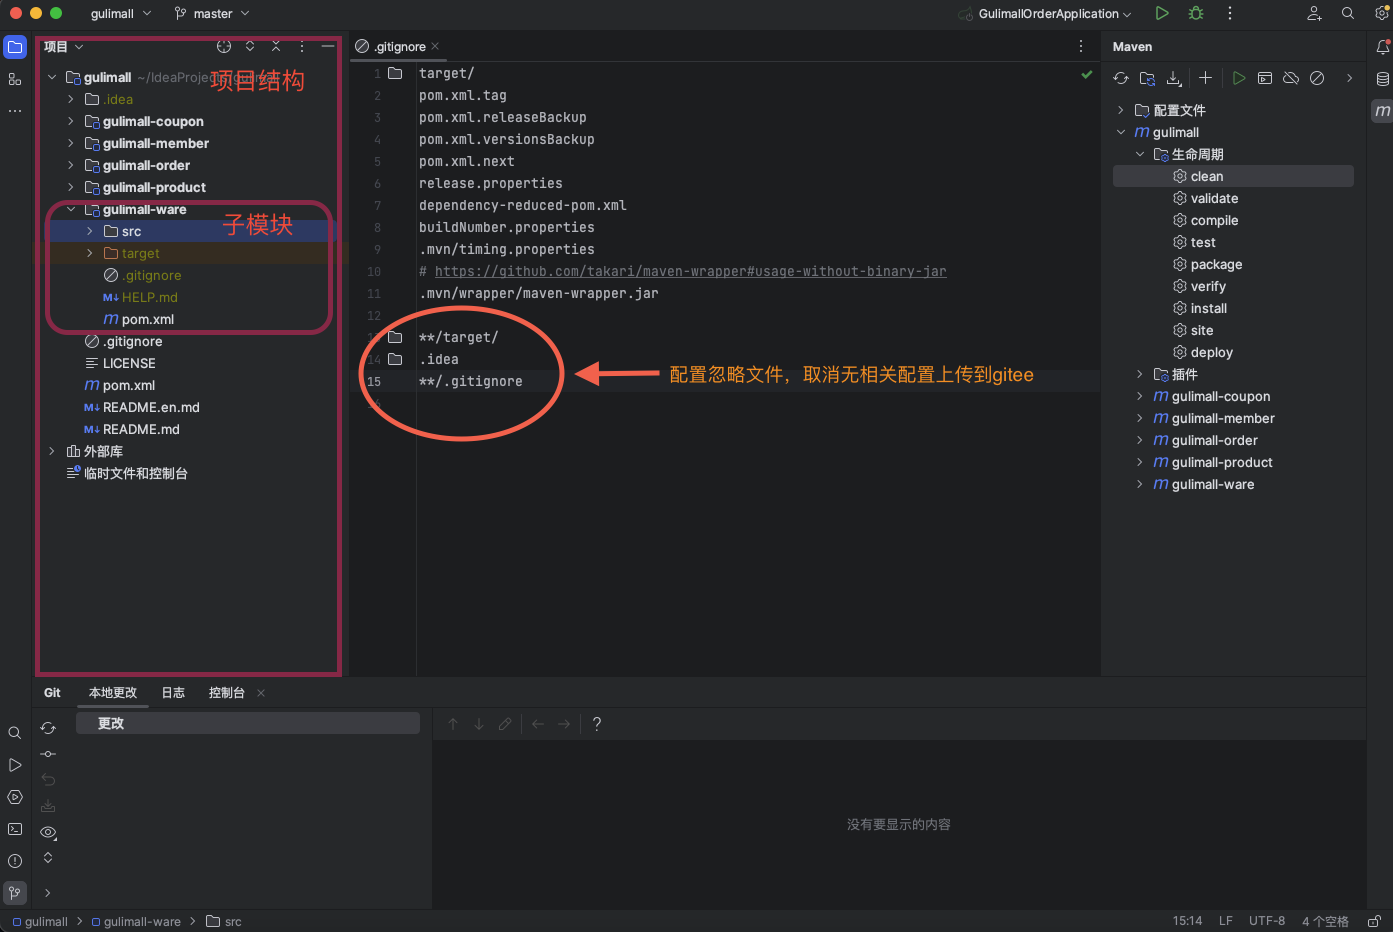 gulimall
master
GulimallOrderApplication
项目
gulimall
项目结构
.idea
gulimall-coupon
gulimall-member
gulimall-order
gulimall-product
gulimall-ware
子模块
src
target
.gitignore
HELP.md
pom.xml
.gitignore
LICENSE
pom.xml
README.en.md
README.md
外部库
临时文件和控制台
.gitignore
1 target/
2 pom.xml.tag
3 pom.xml.releaseBackup
4 pom.xml.versionsBackup
5 pom.xml.next
6 release.properties
7 dependency-reduced-pom.xml
8 buildNumber.properties
9 .mvn/timing.properties
10 # https://github.com/takari/maven-wrapper#usage-without-binary-jar
11 .mvn/wrapper/maven-wrapper.jar
12
13 **/target/
14 .idea
15 **/.gitignore
16
配置忽略文件，取消无相关配置上传到gitee
Maven
配置文件
gulimall
生命周期
clean
validate
compile
test
package
verify
install
site
deploy
插件
gulimall-coupon
gulimall-member
gulimall-order
gulimall-product
gulimall-ware
Git 本地更改 日志 控制台
更改
没有要显示的内容
gulimall gulimall-ware src
15:14 LF UTF-8 4 个空格